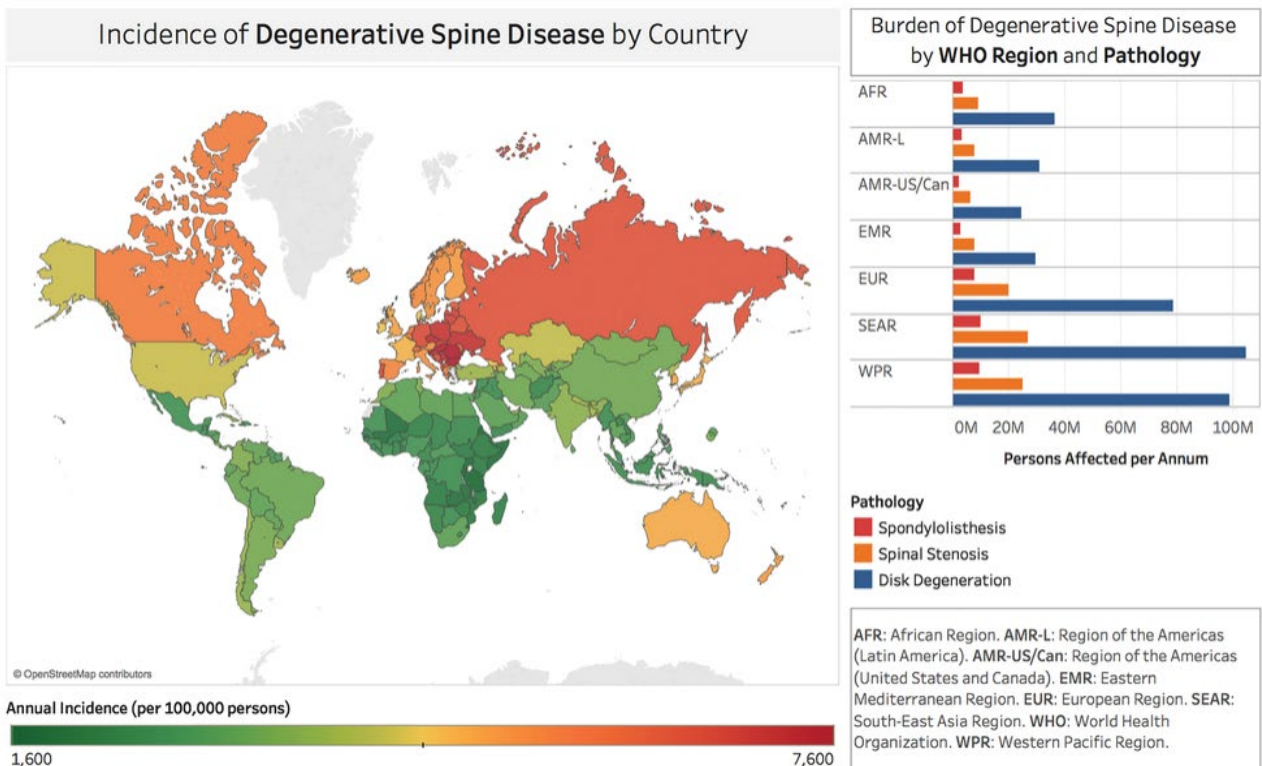 Incidence of Degenerative Spine Disease by Country
© OpenStreetMap contributors
Annual Incidence (per 100,000 persons)
1,600
7,600
Burden of Degenerative Spine Disease
by WHO Region and Pathology
AFR
AMR-L
AMR-US/Can
EMR
EUR
SEAR
WPR
0M 20M 40M 60M 80M 100M
Persons Affected per Annum
Pathology
Spondylolisthesis
Spinal Stenosis
Disk Degeneration
AFR: African Region. AMR-L: Region of the Americas
(Latin America). AMR-US/Can: Region of the Americas
(United States and Canada). EMR: Eastern
Mediterranean Region. EUR: European Region. SEAR:
South-East Asia Region. WHO: World Health
Organization. WPR: Western Pacific Region.